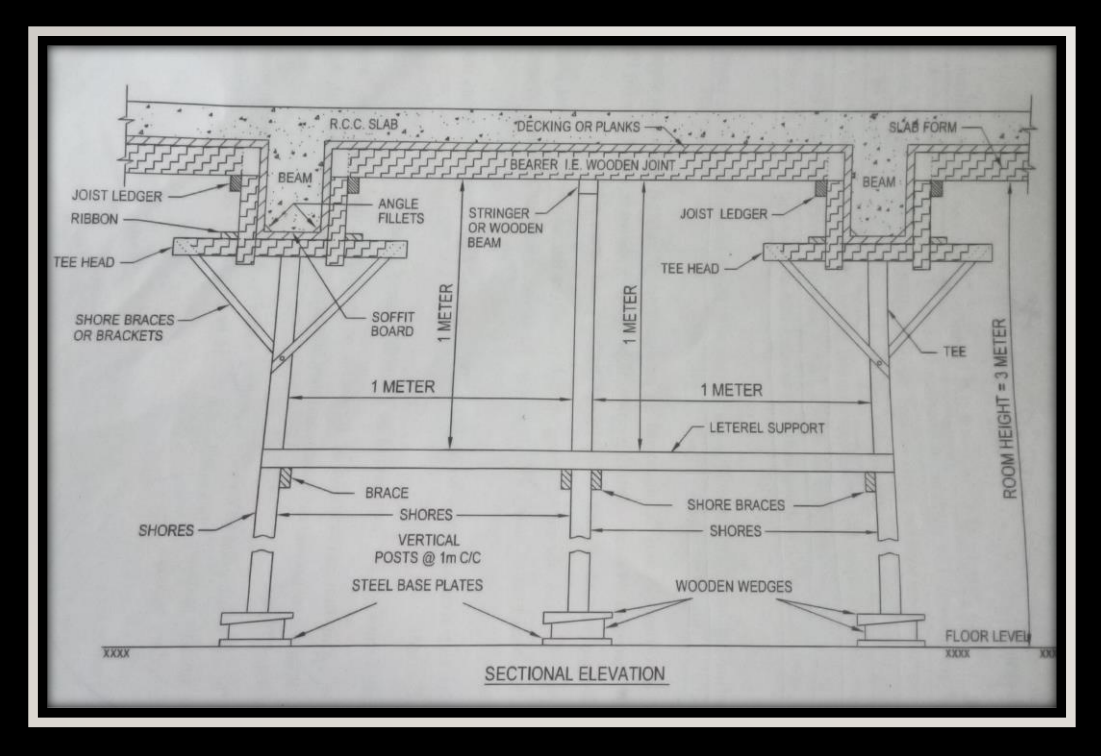 R.C.C. SLAB
DECKING OR PLANKS
SLAB FORM
BEARER I.E. WOODEN JOINT
BEAM
BEAM
JOIST LEDGER
ANGLE
FILLETS
STRINGER
OR WOODEN
BEAM
JOIST LEDGER
RIBBON
TEE HEAD
TEE HEAD
SHORE BRACES
OR BRACKETS
SOFFIT
BOARD
1 METER
1 METER
TEE
1 METER
1 METER
ROOM HEIGHT = 3 METER
LETEREL SUPPORT
BRACE
SHORE BRACES
SHORES
SHORES
SHORES
VERTICAL
POSTS @ 1m C/C
STEEL BASE PLATES
WOODEN WEDGES
FLOOR LEVEL
XXXX
XXXX
XX
SECTIONAL ELEVATION